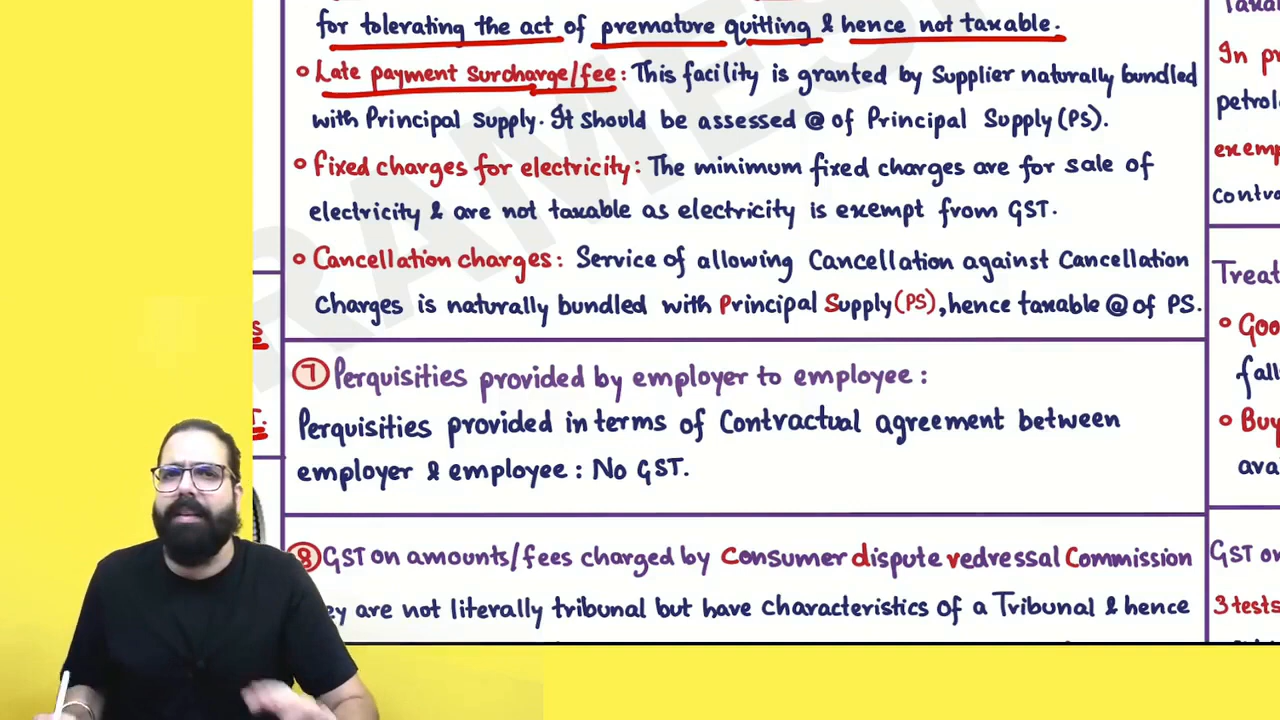 for tolerating the act of premature quitting & hence not taxable.
Late payment surcharge/fee: This facility is granted by Supplier naturally bundled
with Principal Supply. It should be assessed @ of Principal Supply (PS).
Fixed charges for electricity: The minimum fixed charges are for sale of
electricity & are not taxable as electricity is exempt from GST.
Cancellation charges: Service of allowing Cancellation against Cancellation
Charges is naturally bundled with Principal Supply (PS), hence taxable @ of PS.
7 Perquisities provided by employer to employee:
Perquisities provided in terms of Contractual agreement between
employer & employee: No GST.
8 GST on amounts/fees charged by Consumer dispute redressal Commission
are not literally tribunal but have characteristics of a Tribunal & hence
In
petrol
exemp
contra
Treat
Goo
fall
Buy
ava
GST on
3 tests